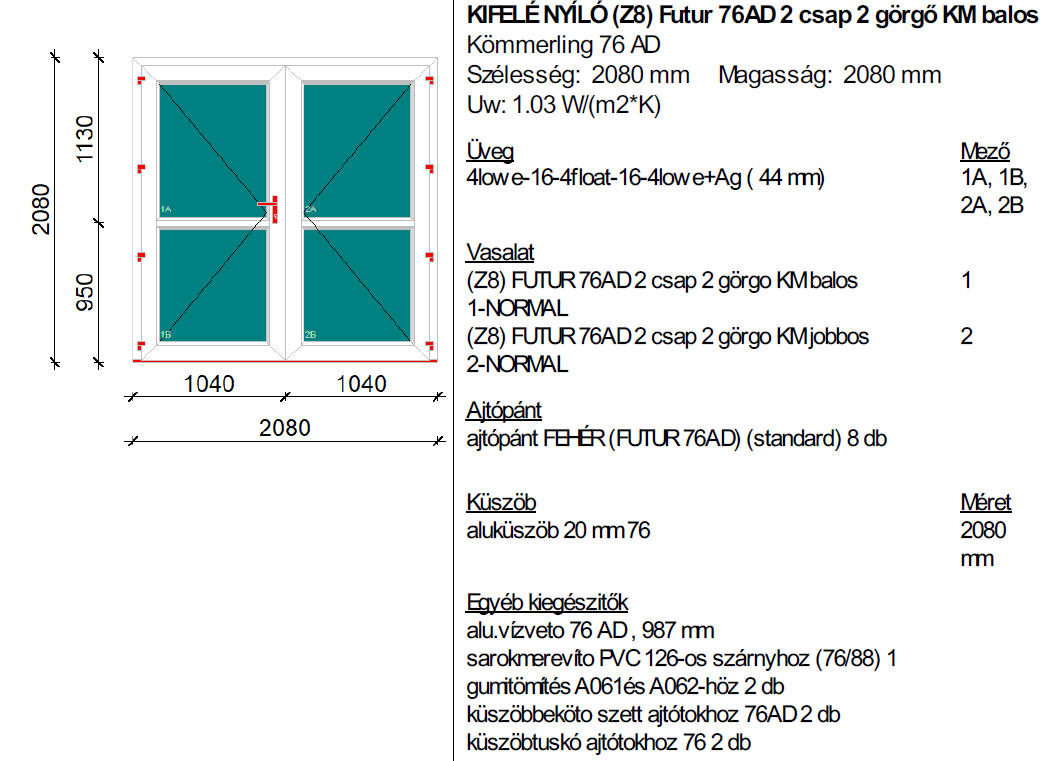 KIFELÉ NYÍLÓ (Z8) Futur 76AD 2 csap 2 görgő KM balos
Kömmerling 76 AD
Szélesség: 2080 mm Magasság: 2080 mm
Uw: 1.03 W/(m2*K)
Üveg Mező
4lowe-16-4float-16-4lowe+Ag ( 44 mm) 1A, 1B,
2A, 2B
Vasalat
(Z8) FUTUR 76AD 2 csap 2 görgo KM balos 1
1-NORMAL
(Z8) FUTUR 76AD 2 csap 2 görgo KM jobbos 2
2-NORMAL
Ajtópánt
ajtópánt FEHÉR (FUTUR 76AD) (standard) 8 db
Küszöb Méret
aluküszöb 20 mm 76 2080
mm
Egyéb kiegészitők
alu.vízveto 76 AD , 987 mm
sarokmerevíto PVC 126-os szárnyhoz (76/88) 1
gumitömítés A061és A062-höz 2 db
küszöbbeköto szett ajtótokhoz 76AD 2 db
küszöbtuskó ajtótokhoz 76 2 db
2080
1130
950
1A
2A
1B
2B
1040
1040
2080